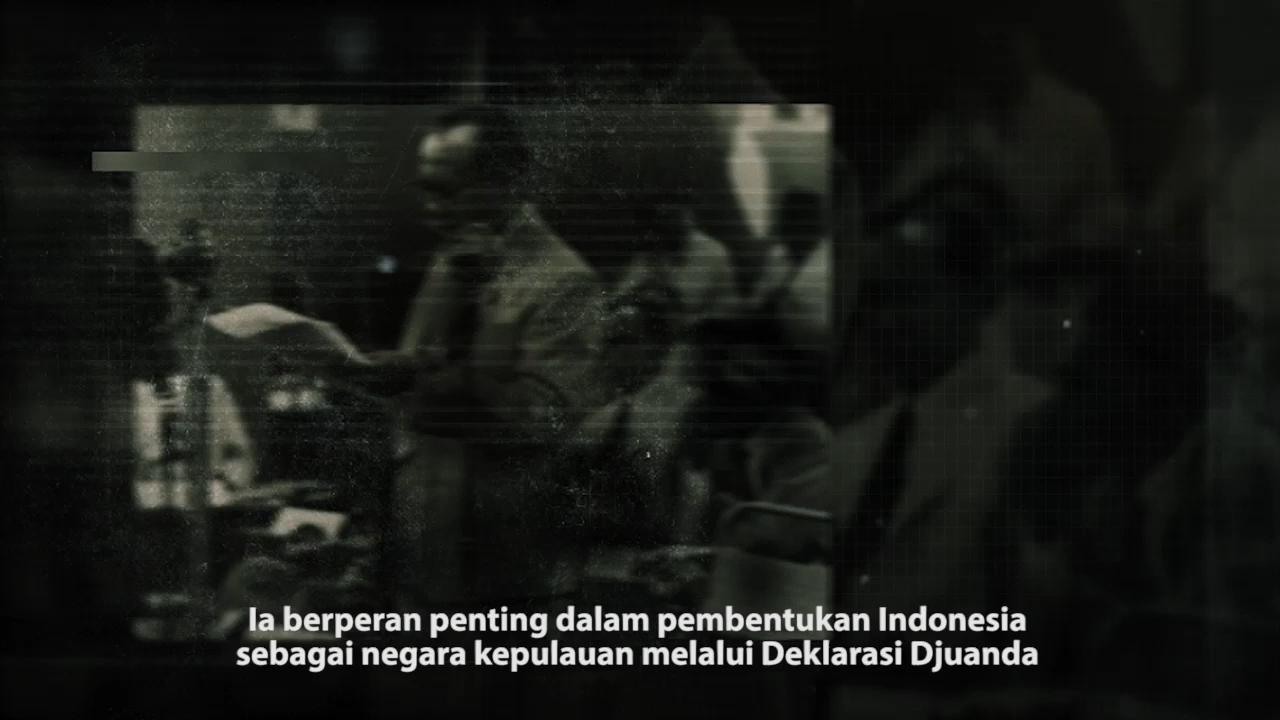 Ia berperan penting dalam pembentukan Indonesia
sebagai negara kepulauan melalui Deklarasi Djuanda